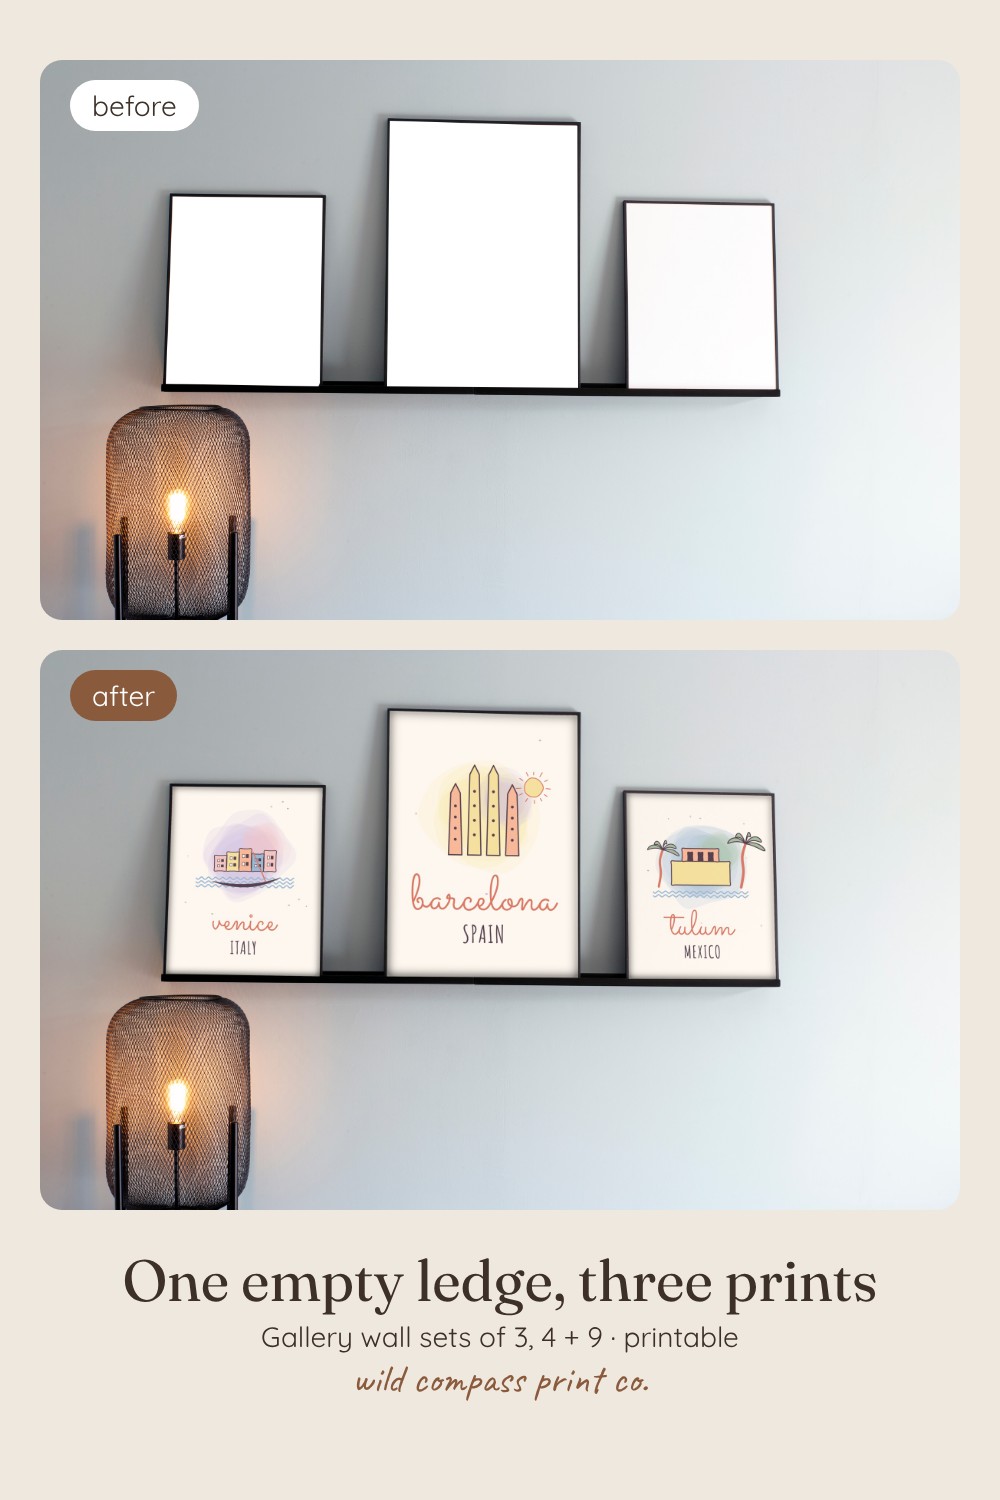 before
after
venice
ITALY
barcelona
SPAIN
tulum
MEXICO
One empty ledge, three prints
Gallery wall sets of 3, 4 + 9 · printable
wild compass print co.